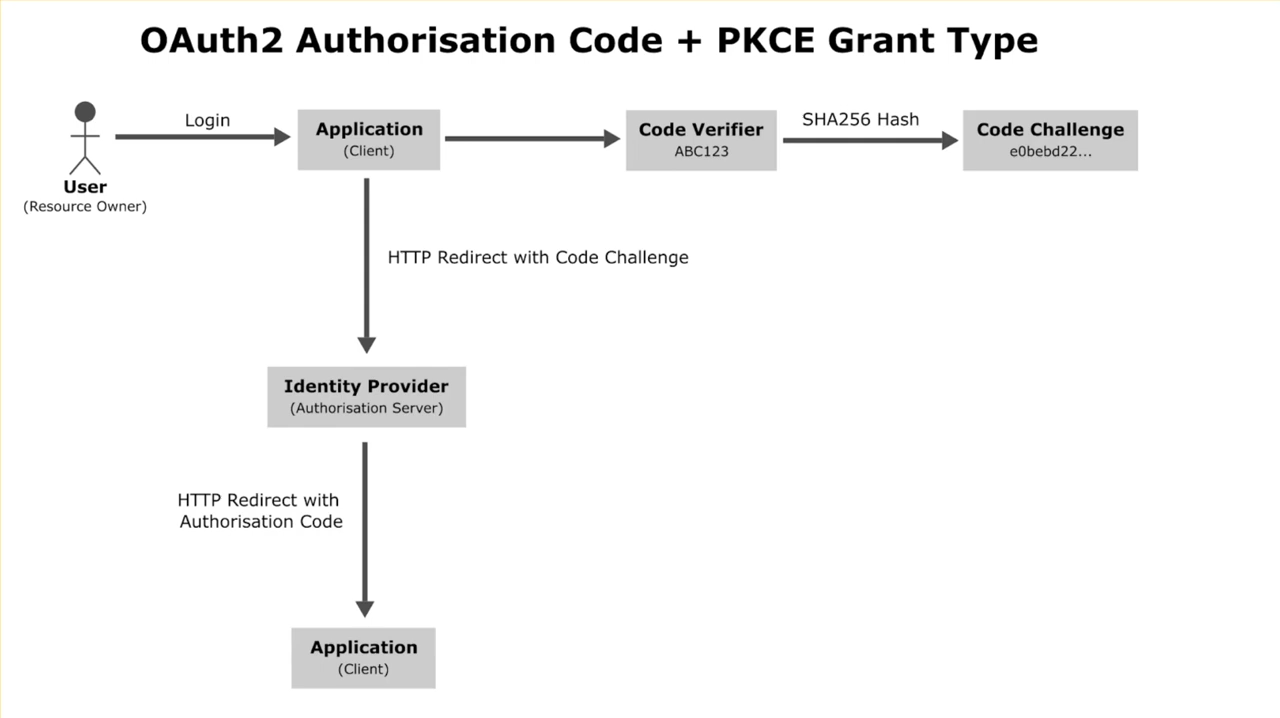 OAuth2 Authorisation Code + PKCE Grant Type
Login
Application
(Client)
Code Verifier
ABC123
SHA256 Hash
Code Challenge
e0bebd22...
User
(Resource Owner)
HTTP Redirect with Code Challenge
Identity Provider
(Authorisation Server)
HTTP Redirect with
Authorisation Code
Application
(Client)